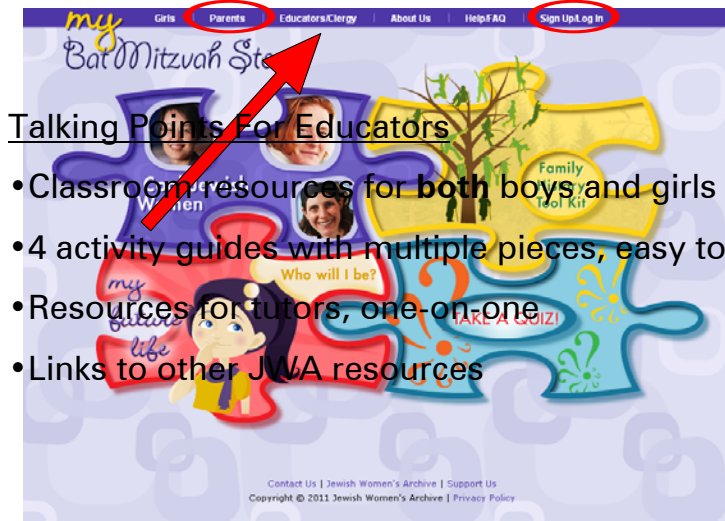 Girls | Parents | Educators/Clergy | About Us | Help/FAQ | Sign Up/Log In
my
Bat Mitzvah
Talking Points For Educators
•Classroom resources for both boys and girls
Jewish
Women
Family
Tool Kit
•4 activity guides with multiple pieces, easy to
Who will I be?
my
future
life
•Resources for tutors, one-on-one
TAKE A QUIZ!
•Links to other JWA resources
Contact Us | Jewish Women's Archive | Support Us
Copyright © 2011 Jewish Women's Archive | Privacy Policy